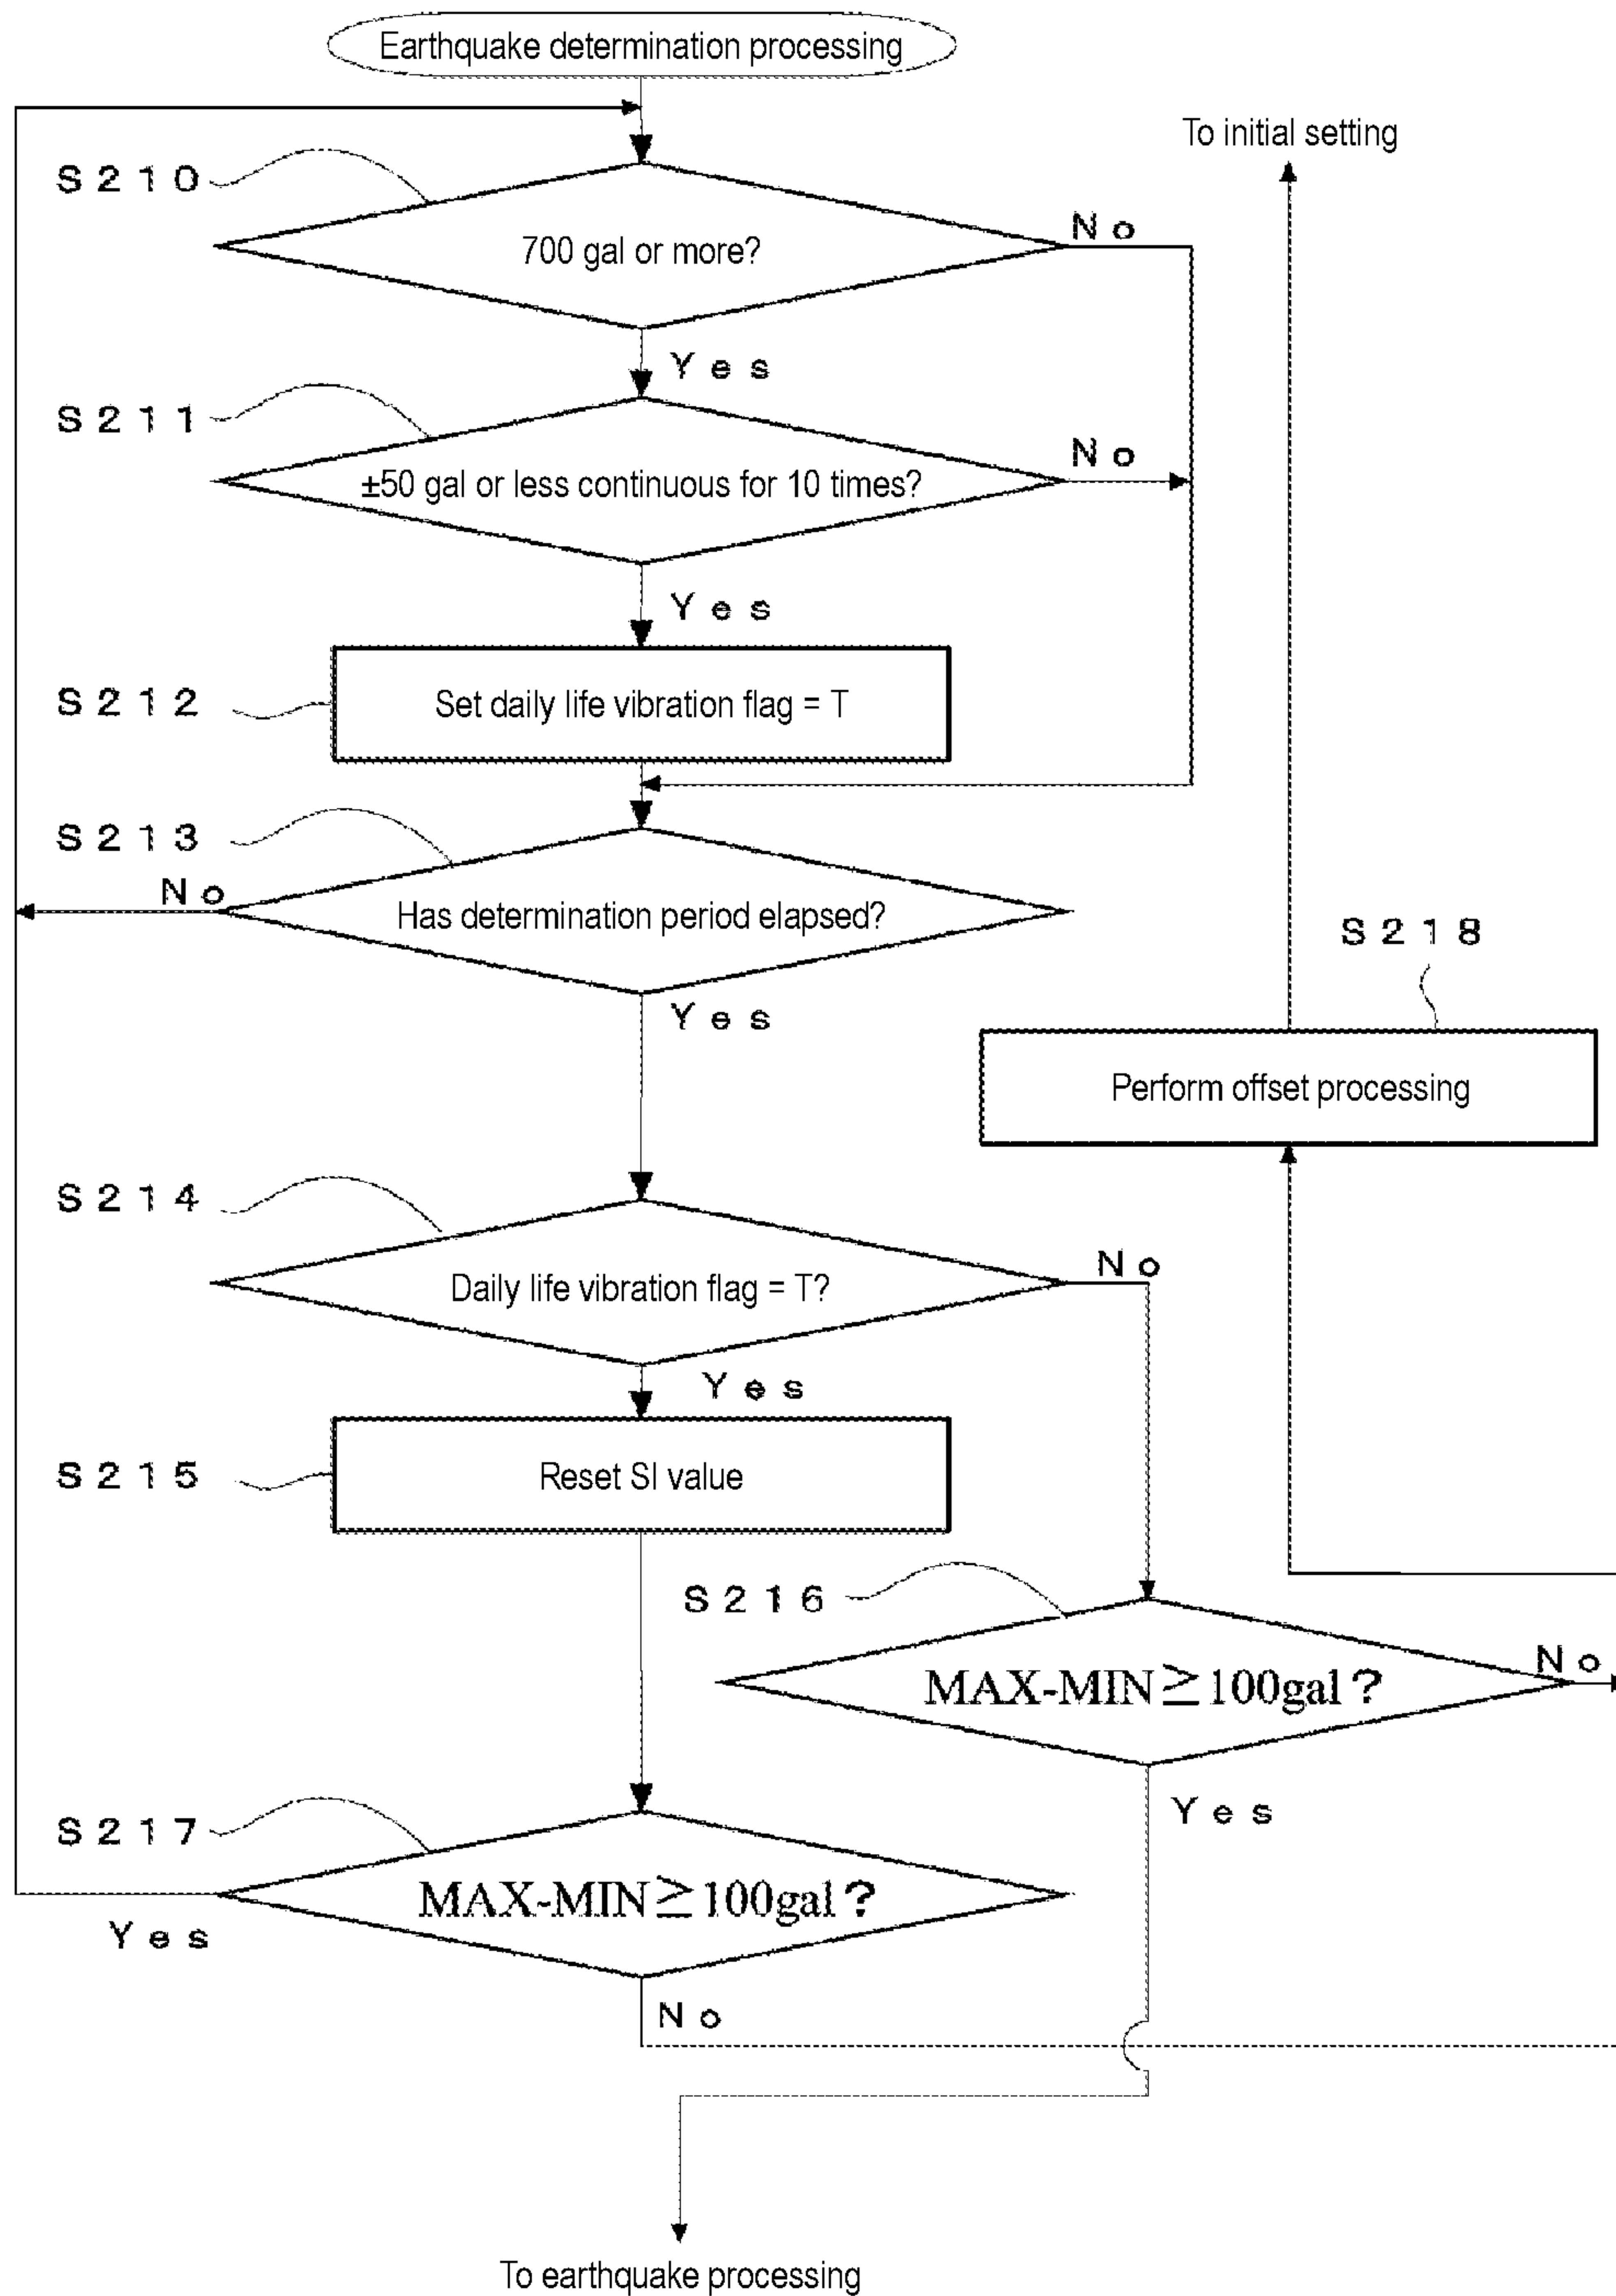 Earthquake determination processing
To initial setting
S210
700 gal or more?
No
Yes
S211
±50 gal or less continuous for 10 times?
No
Yes
S212
Set daily life vibration flag = T
S213
No
Has determination period elapsed?
Yes
S218
Perform offset processing
S214
Daily life vibration flag = T?
No
Yes
S215
Reset SI value
S216
MAX-MIN≧100gal?
No
Yes
S217
MAX-MIN≧100gal?
Yes
No
To earthquake processing